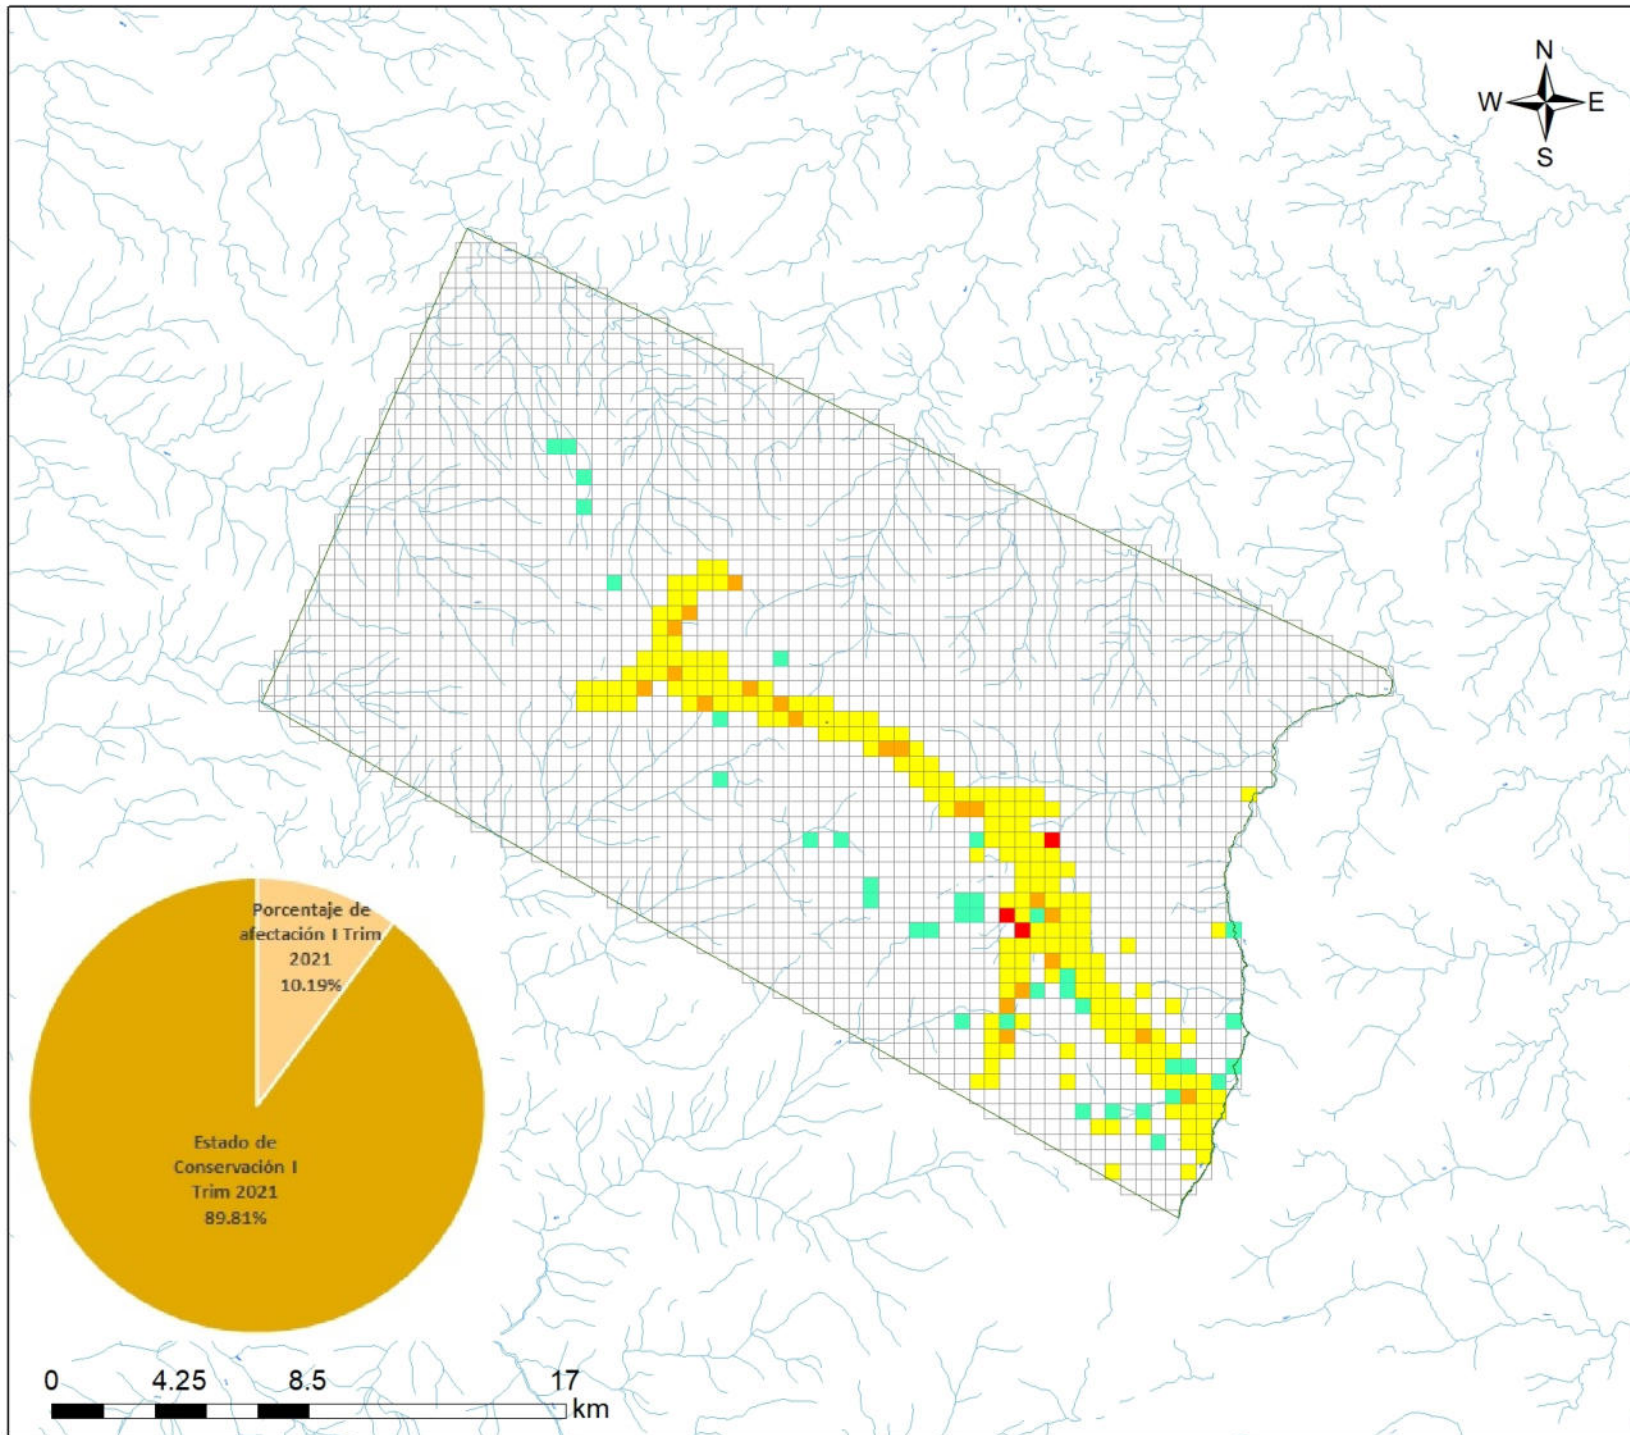 N
W E
S
Porcentaje de
afectación I Trim
2021
10.19%
Estado de
Conservación I
Trim 2021
89.81%
0 4.25 8.5 17
km